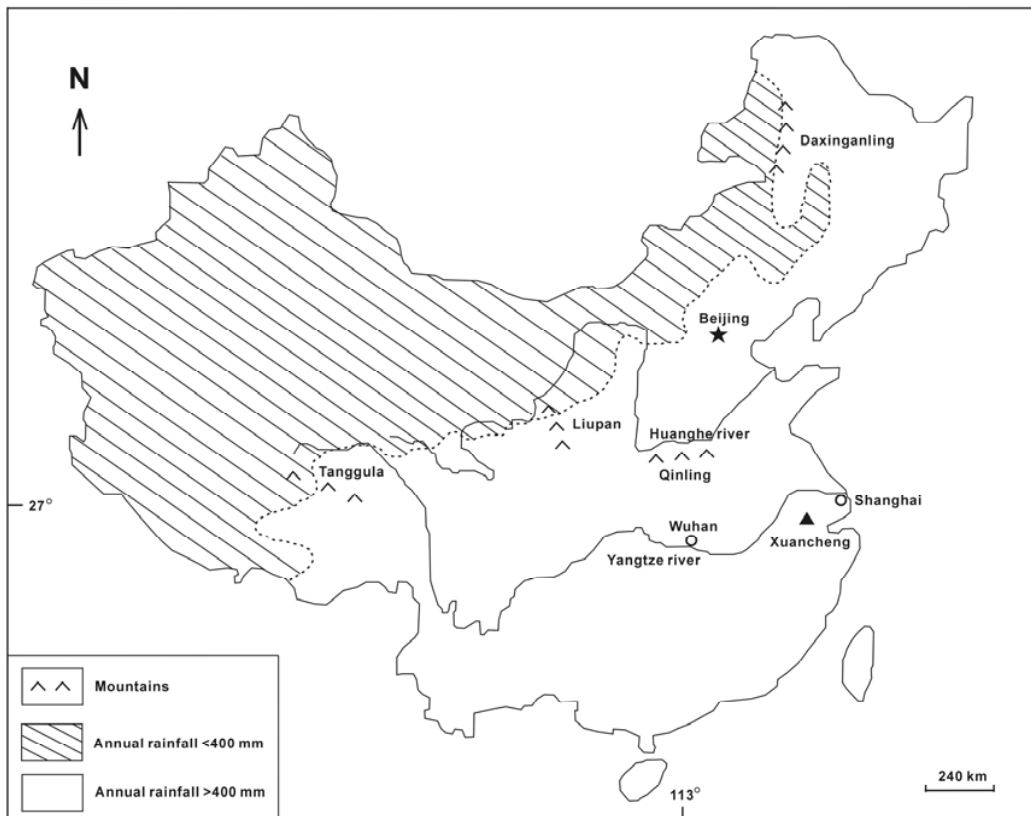 N
Daxinganling
Beijing
Liupan
Huanghe river
Tanggula
Qinling
27°
Shanghai
Wuhan
Xuancheng
Yangtze river
Mountains
Annual rainfall <400 mm
Annual rainfall >400 mm
240 km
113°